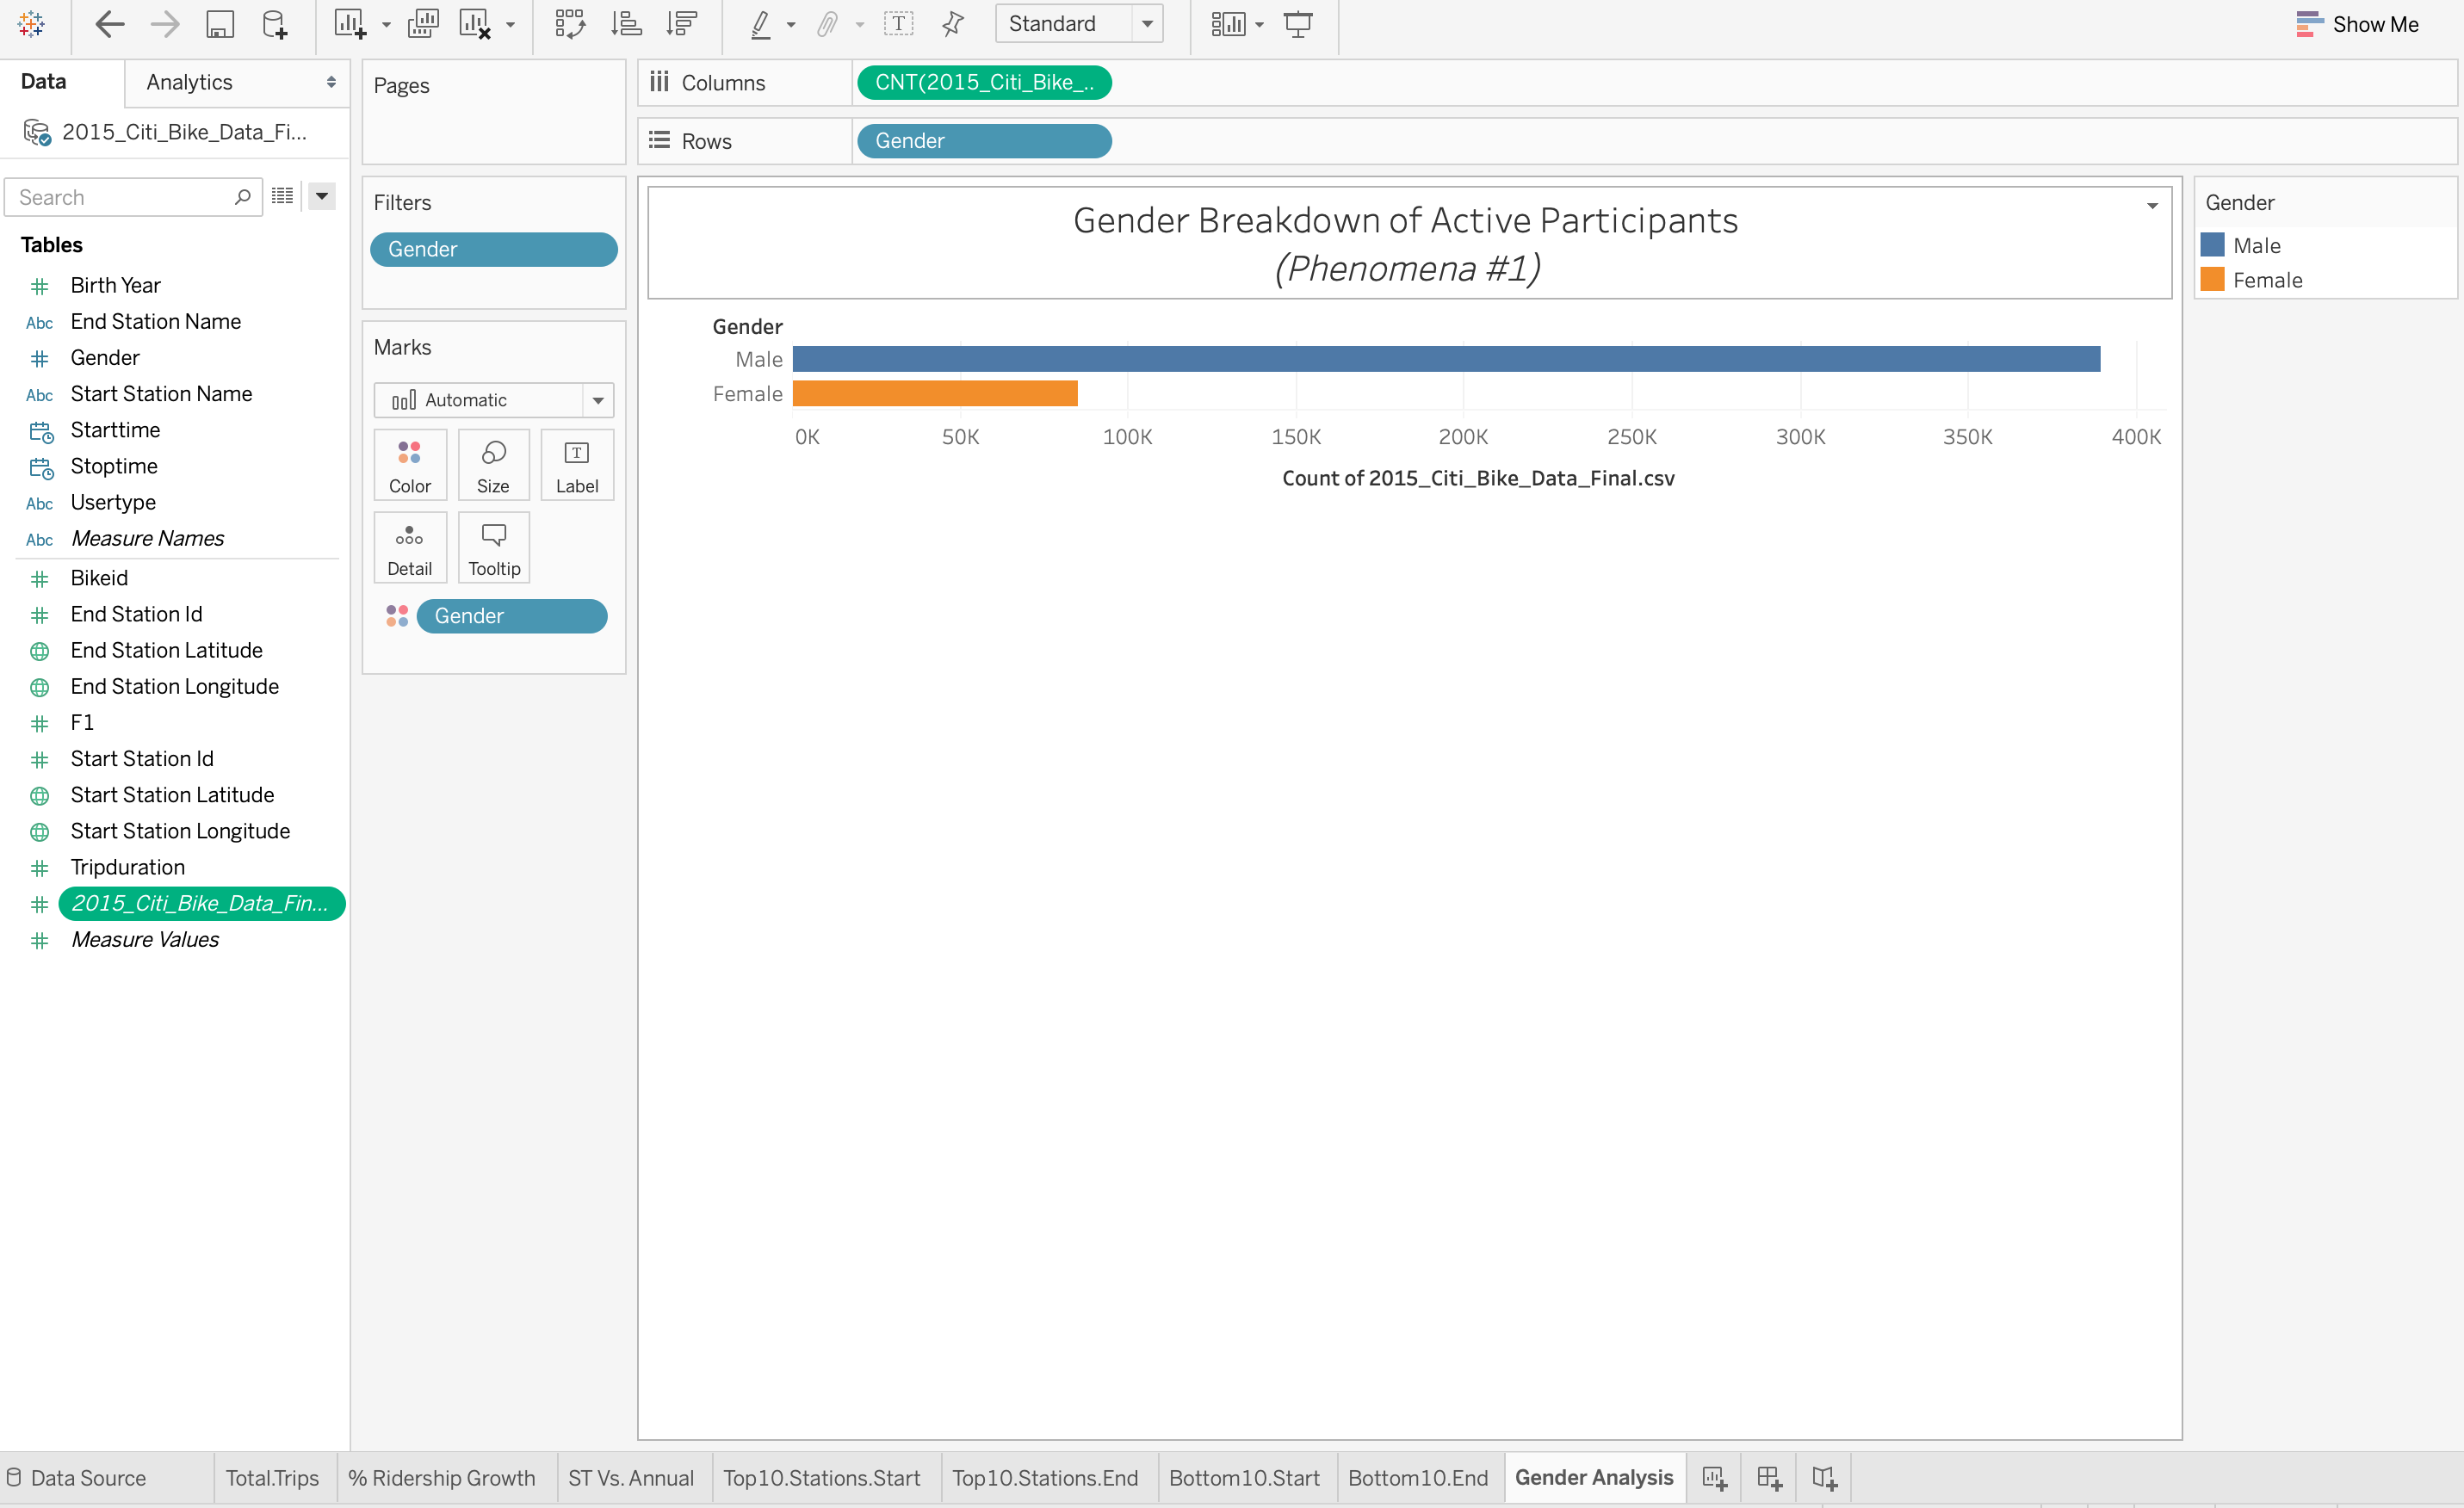 Standard
Show Me
Data
Analytics
2015_Citi_Bike_Data_Fi...
Search
Tables
Birth Year
Abc End Station Name
Gender
Abc Start Station Name
Starttime
Stoptime
Abc Usertype
Abc Measure Names
Bikeid
End Station Id
End Station Latitude
End Station Longitude
F1
Start Station Id
Start Station Latitude
Start Station Longitude
Tripduration
2015_Citi_Bike_Data_Fin...
Measure Values
Pages
Filters
Gender
Marks
Automatic
Color
Size
T
Label
Detail
Tooltip
Gender
Columns
CNT(2015_Citi_Bike_..
Rows
Gender
Gender Breakdown of Active Participants
(Phenomena #1)
Gender
Male
Female
0K 50K 100K 150K 200K 250K 300K 350K 400K
Count of 2015_Citi_Bike_Data_Final.csv
Gender
Male
Female
Data Source
Total.Trips
% Ridership Growth
ST Vs. Annual
Top10.Stations.Start
Top10.Stations.End
Bottom10.Start
Bottom10.End
Gender Analysis